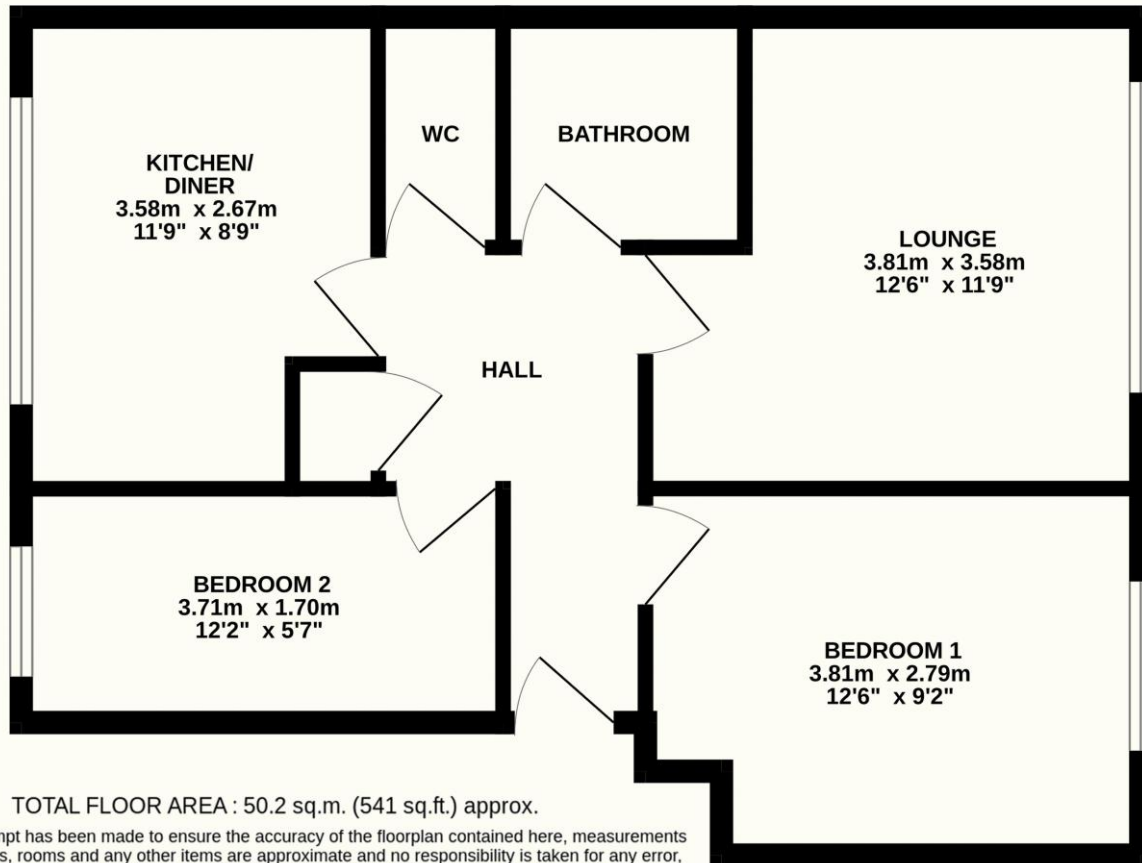 KITCHEN/
DINER
3.58m x 2.67m
11'9" x 8'9"
WC
BATHROOM
LOUNGE
3.81m x 3.58m
12'6" x 11'9"
HALL
BEDROOM 2
3.71m x 1.70m
12'2" x 5'7"
BEDROOM 1
3.81m x 2.79m
12'6" x 9'2"
TOTAL FLOOR AREA : 50.2 sq.m. (541 sq.ft.) approx.
has been made to ensure the accuracy of the floorplan contained here, measurements
rooms and any other items are approximate and no responsibility is taken for any error,